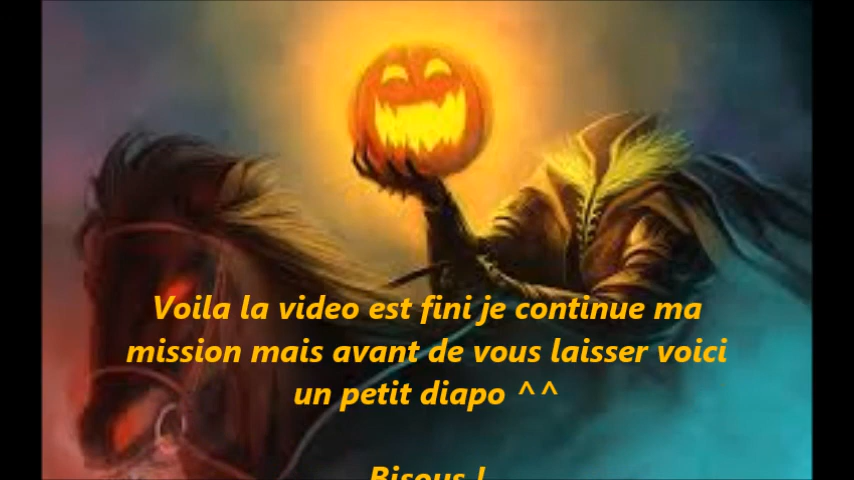 Voila la video est fini je continue ma
mission mais avant de vous laisser voici
un petit diapo ^^
Bisous !